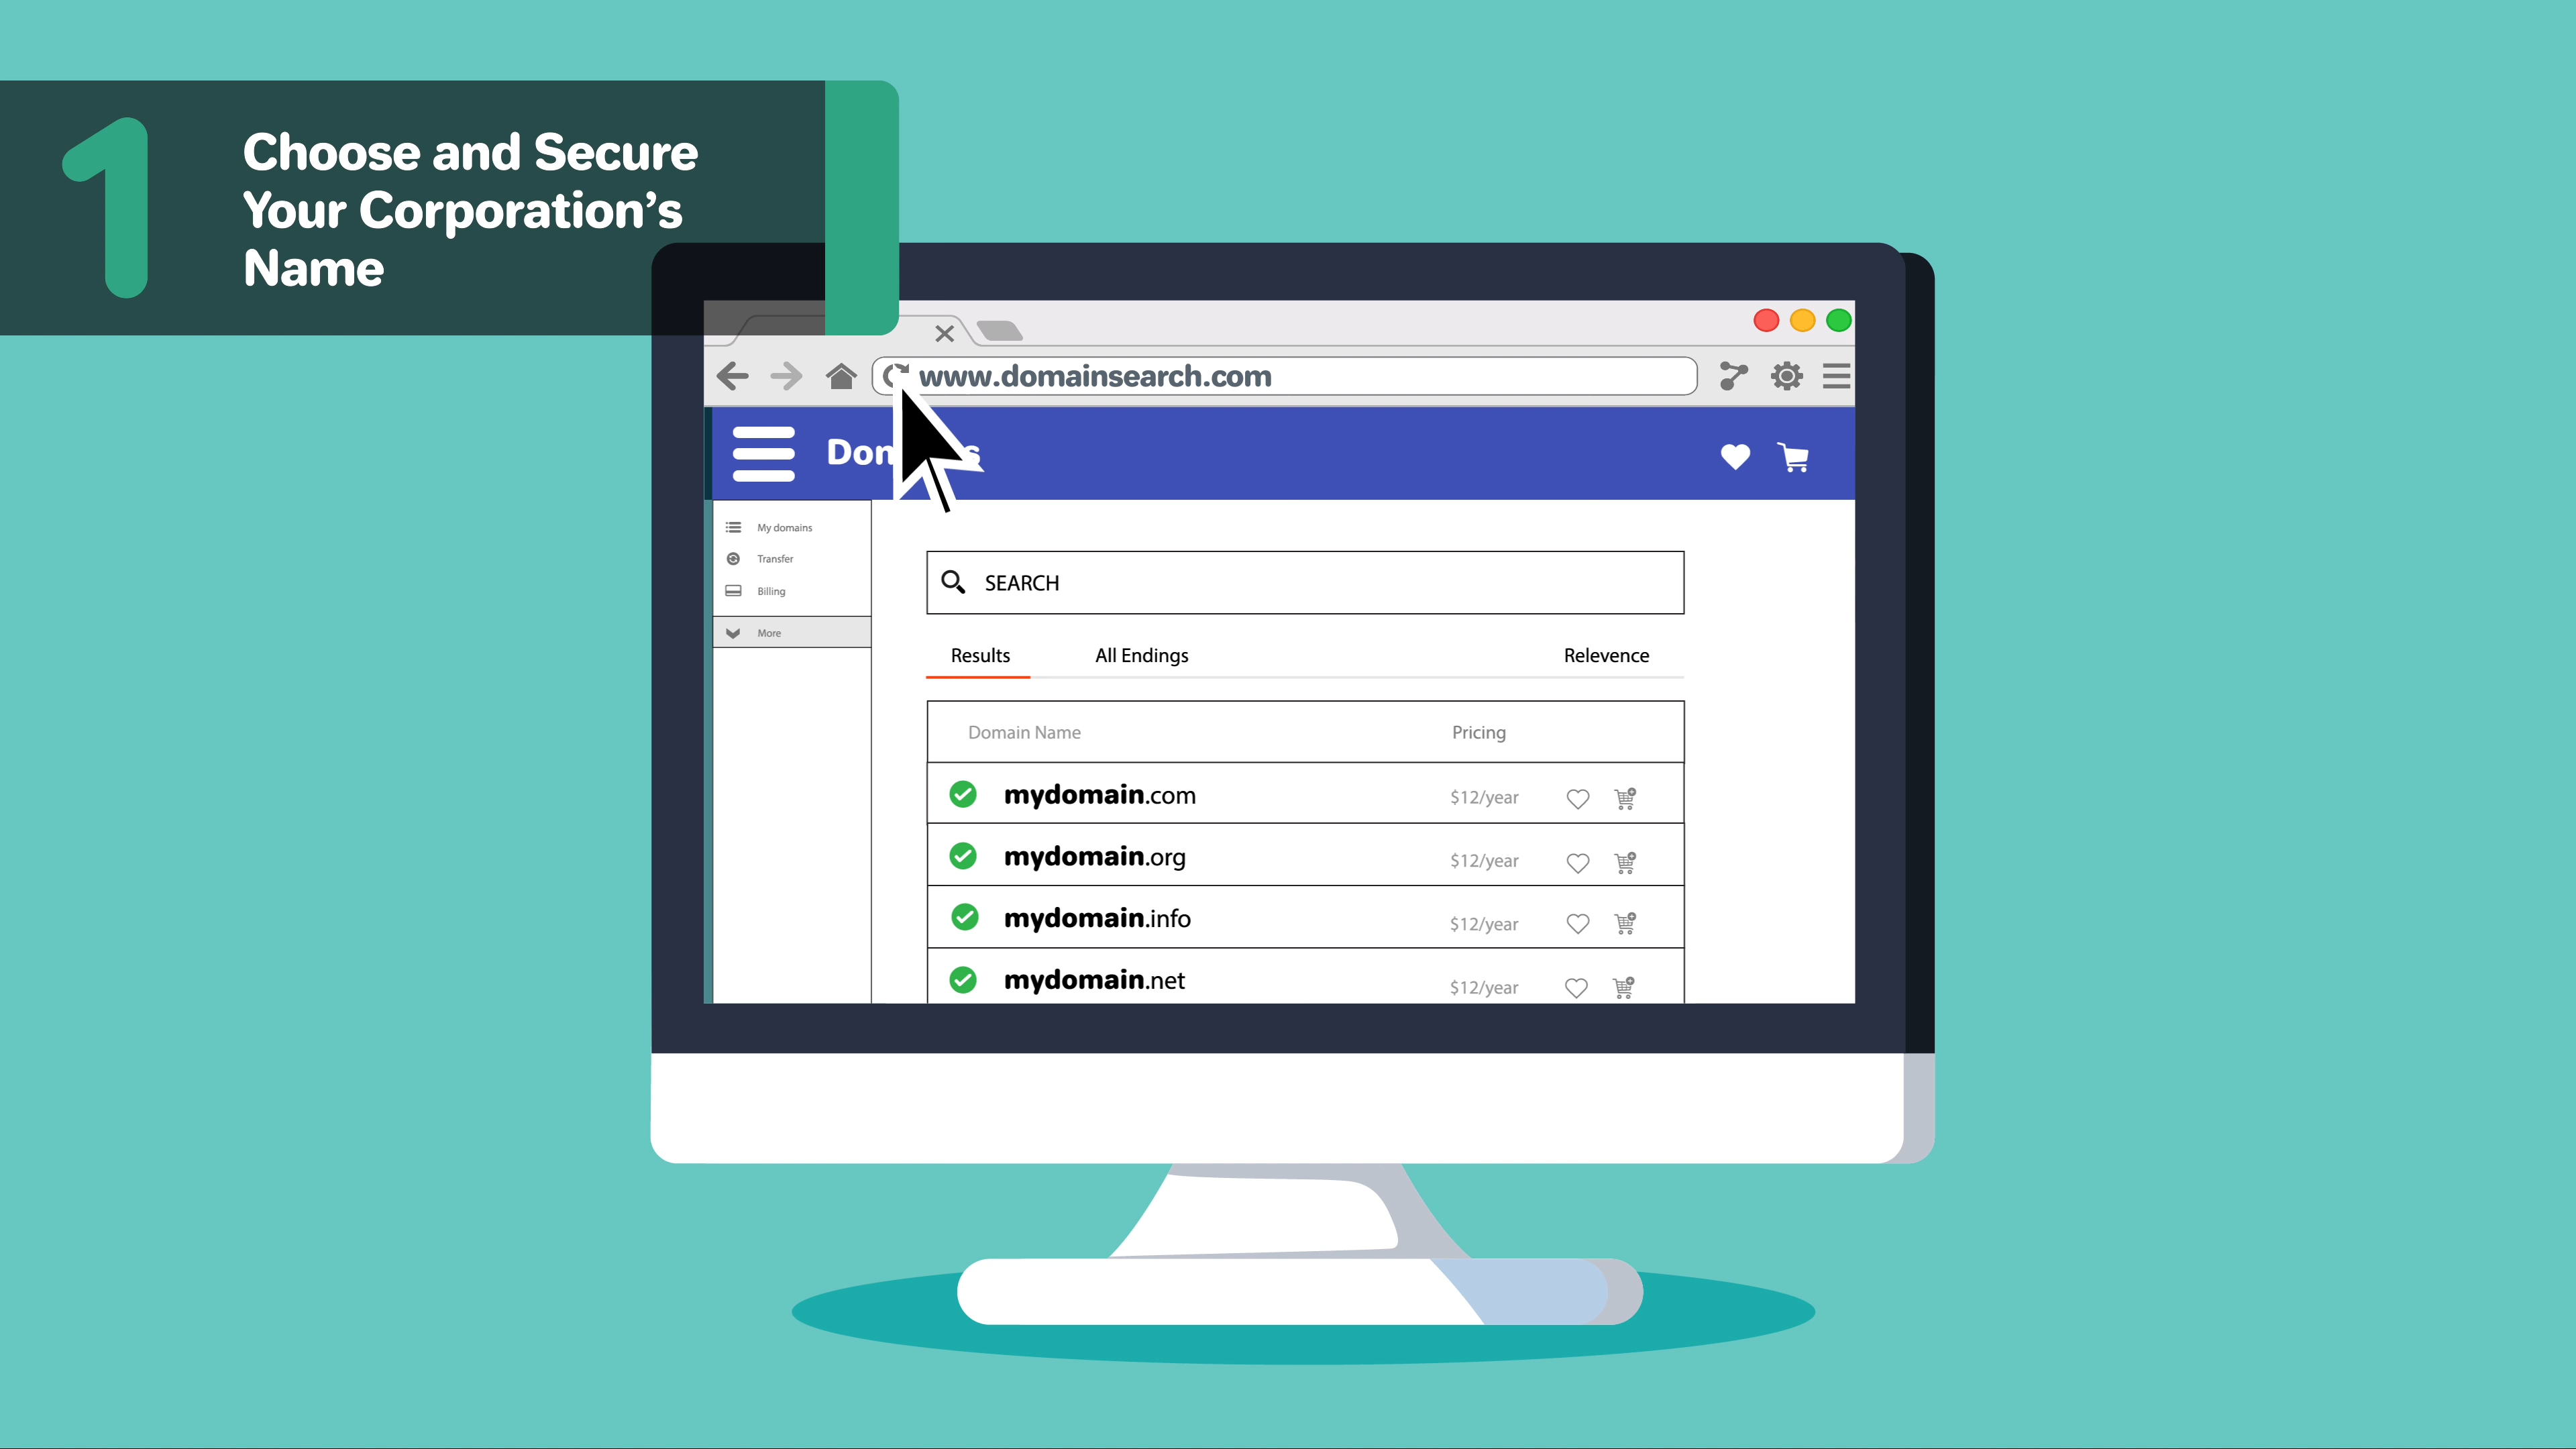 1
Choose and Secure
Your Corporation's
Name
www.domainsearch.com
My domains
Transfer
Billing
More
SEARCH
Results All Endings Relevence
Domain Name Pricing
mydomain.com $12/year
mydomain.org $12/year
mydomain.info $12/year
mydomain.net $12/year